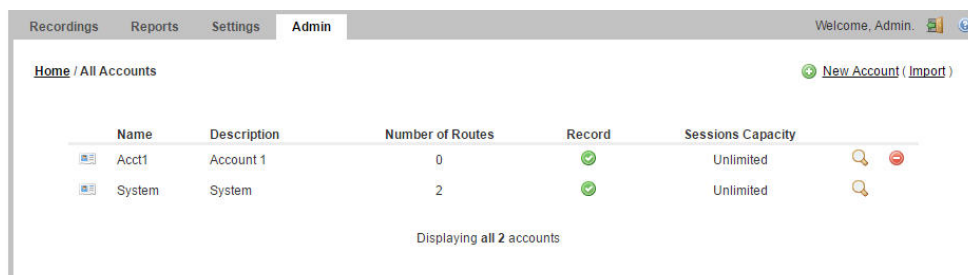 Recordings Reports Settings Admin Welcome, Admin.
Home / All Accounts New Account ( Import )
Name Description Number of Routes Record Sessions Capacity
Acct1 Account 1 0 Unlimited
System System 2 Unlimited
Displaying all 2 accounts